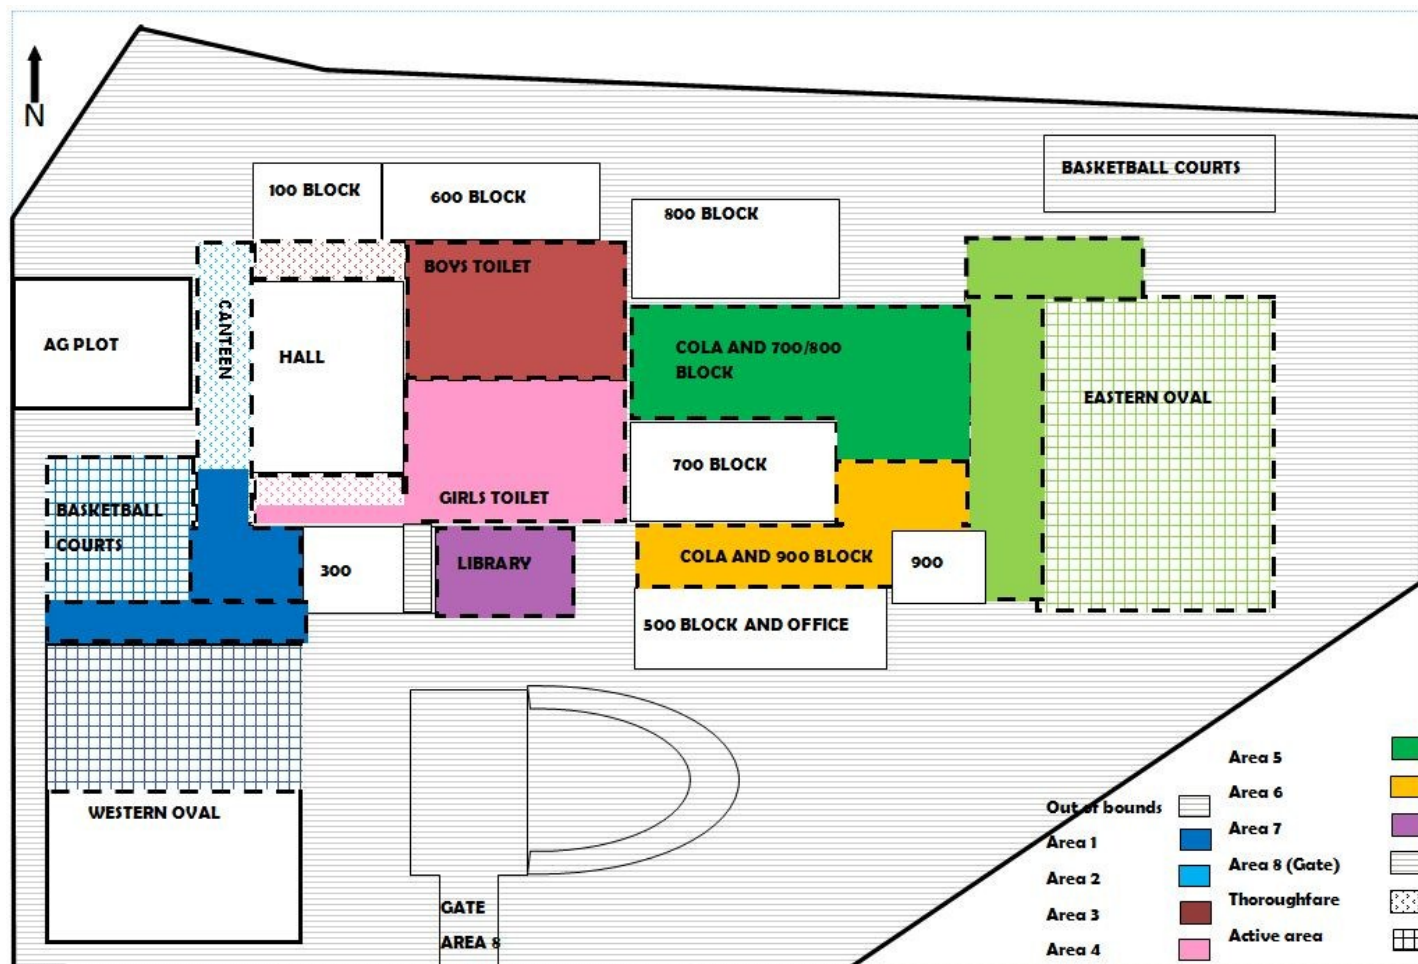 N
100 BLOCK
600 BLOCK
800 BLOCK
BASKETBALL COURTS
BOYS TOILET
CANTEEN
AG PLOT
HALL
COLA AND 700/800
BLOCK
EASTERN OVAL
700 BLOCK
GIRLS TOILET
BASKETBALL
COURTS
300
LIBRARY
COLA AND 900 BLOCK
900
500 BLOCK AND OFFICE
WESTERN OVAL
GATE
AREA 8
Out of bounds
Area 1
Area 2
Area 3
Area 4
Area 5
Area 6
Area 7
Area 8 (Gate)
Thoroughfare
Active area